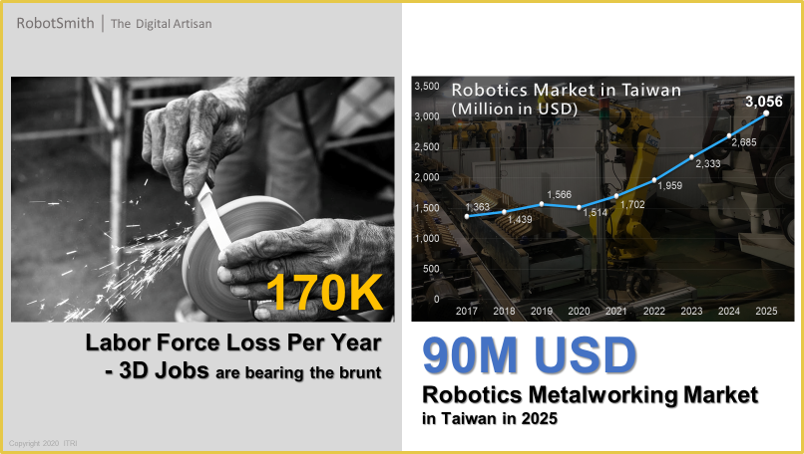 RobotSmith | The Digital Artisan
170K
Labor Force Loss Per Year
- 3D Jobs are bearing the brunt
Copyright 2020 ITRI
Robotics Market in Taiwan
(Million in USD)
3,500
3,000
2,500
2,000
1,500
1,000
500
0
1,363
1,439
1,566
1,514
1,702
1,959
2,333
2,685
3,056
2017 2018 2019 2020 2021 2022 2023 2024 2025
90M USD
Robotics Metalworking Market
in Taiwan in 2025